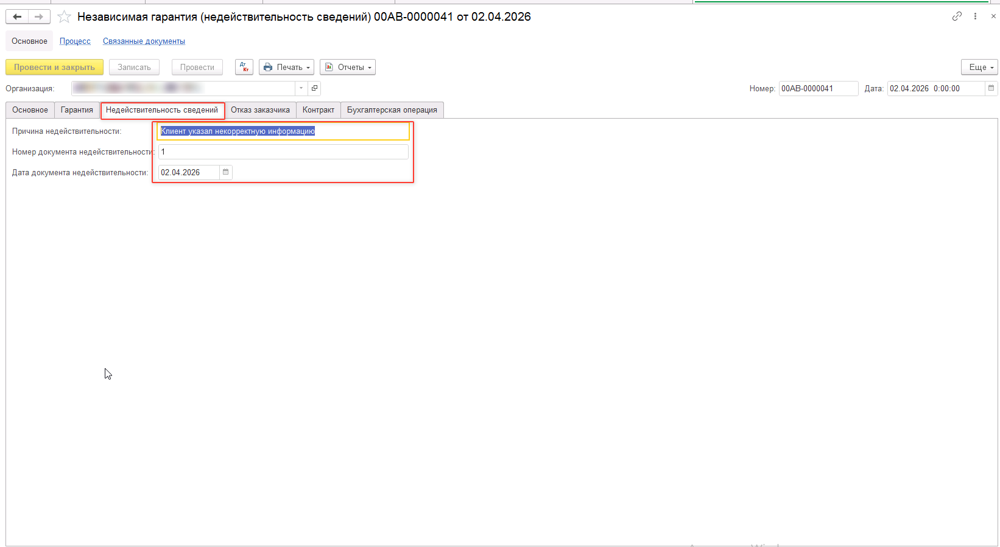 Независимая гарантия (недействительность сведений) 00АВ-0000041 от 02.04.2026
Основное Процесс Связанные документы
Провести и закрыть Записать Провести Дт Кт Печать Отчеты Еще
Организация: Номер: 00АВ-0000041 Дата: 02.04.2026 0:00:00
Основное Гарантия Недействительность сведений Отказ заказчика Контракт Бухгалтерская операция
Причина недействительности: Клиент указал некорректную информацию
Номер документа недействительности: 1
Дата документа недействительности: 02.04.2026